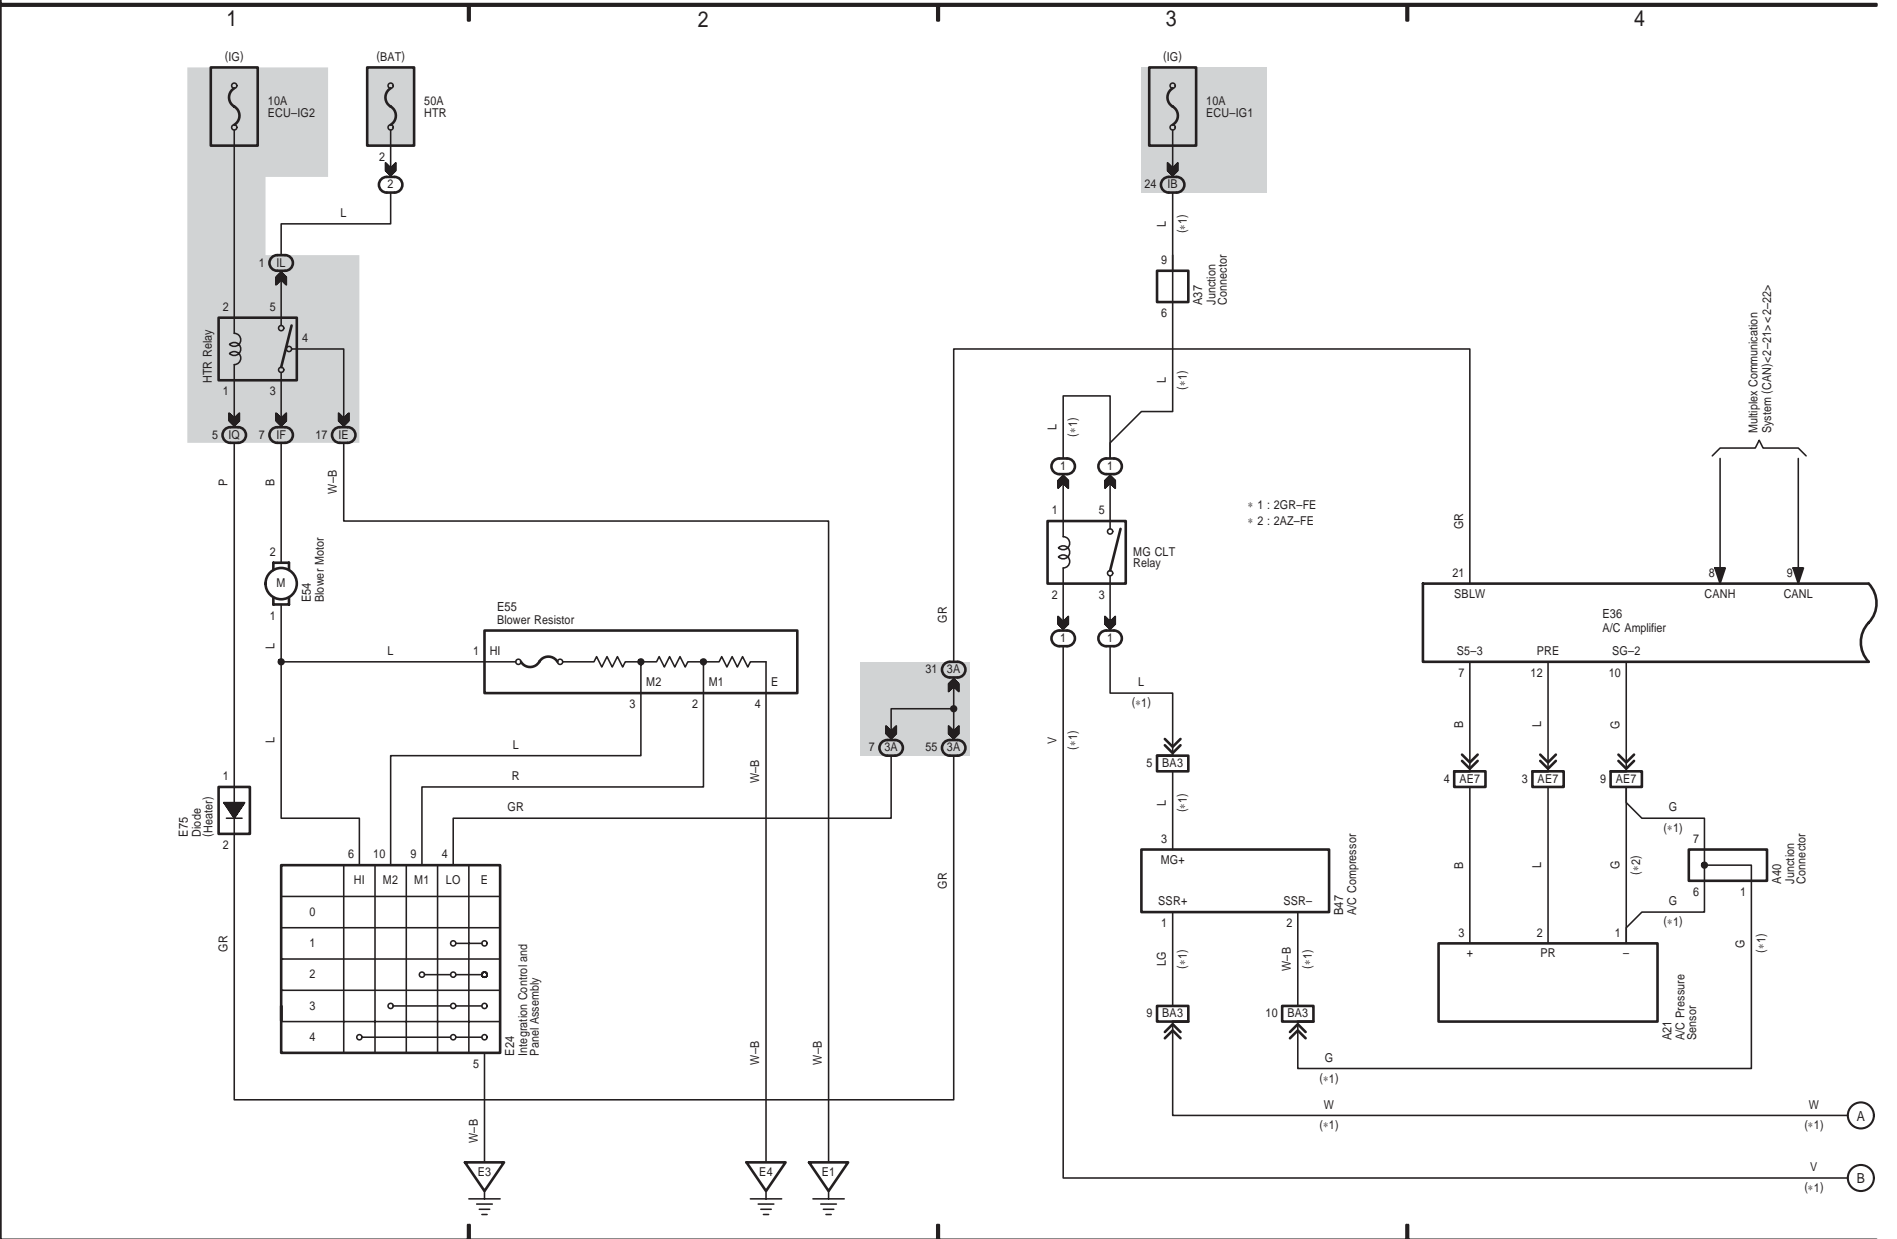 1
2
3
4
(IG)
10A
ECU–IG2
(BAT)
50A
HTR
2
2
L
1
IL
2
5
4
HTR Relay
1
3
5
IQ
7
IF
17
IE
P
B
W–B
2
M
E54
Blower Motor
1
L
L
E55
Blower Resistor
1
HI
M2
M1
E
3
2
4
L
L
R
GR
W–B
1
2
E75
Diode
(Heater)
GR
6
10
9
4
HI
M2
M1
LO
E
0
1
2
3
4
E24
Integration Control and
Panel Assembly
5
W–B
W–B
W–B
E3
E4
E1
GR
31
3A
7
3A
55
3A
GR
(IG)
10A
ECU–IG1
24
IB
L
(*1)
9
A37
Junction
Connector
6
L
(*1)
L
(*1)
1
1
1
5
MG CLT
Relay
2
3
1
1
* 1 : 2GR–FE
* 2 : 2AZ–FE
L
(*1)
V
(*1)
5
BA3
L
(*1)
3
MG+
SSR+
SSR–
B47
A/C Compressor
1
2
LG
(*1)
W–B
(*1)
9
BA3
10
BA3
G
(*1)
W
(*1)
W
(*1)
A
V
(*1)
B
Multiplex Communication
System (CAN)<2–21><2–22>
GR
21
8
9
SBLW
CANH
CANL
E36
A/C Amplifier
S5–3
PRE
SG–2
7
12
10
B
L
G
4
AE7
3
AE7
9
AE7
G
(*1)
7
A40
Junction
Connector
6
1
B
L
G
(*2)
G
(*1)
G
(*1)
3
2
1
+
PR
–
A21
A/C Pressure
Sensor